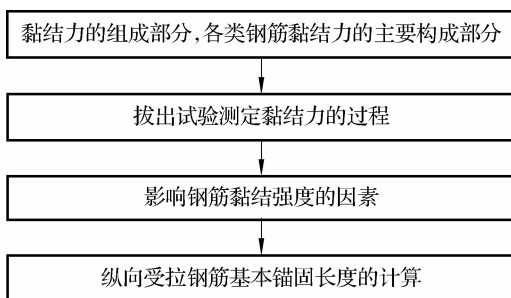 黏结力的组成部分,各类钢筋黏结力的主要构成部分
拔出试验测定黏结力的过程
影响钢筋黏结强度的因素
纵向受拉钢筋基本锚固长度的计算